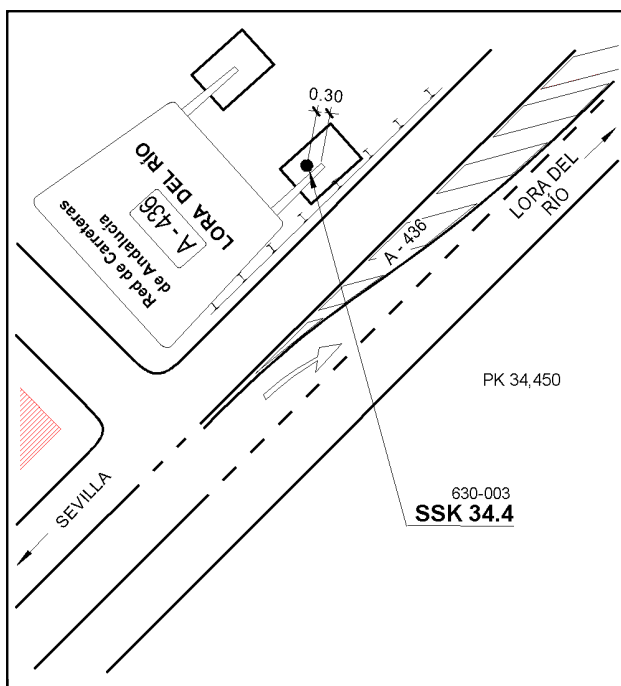 0.30
Red de Carreteras
de Andalucía
A - 436
LORA DEL RÍO
LORA DEL
RÍO
A - 436
PK 34,450
630-003
SSK 34.4
SEVILLA